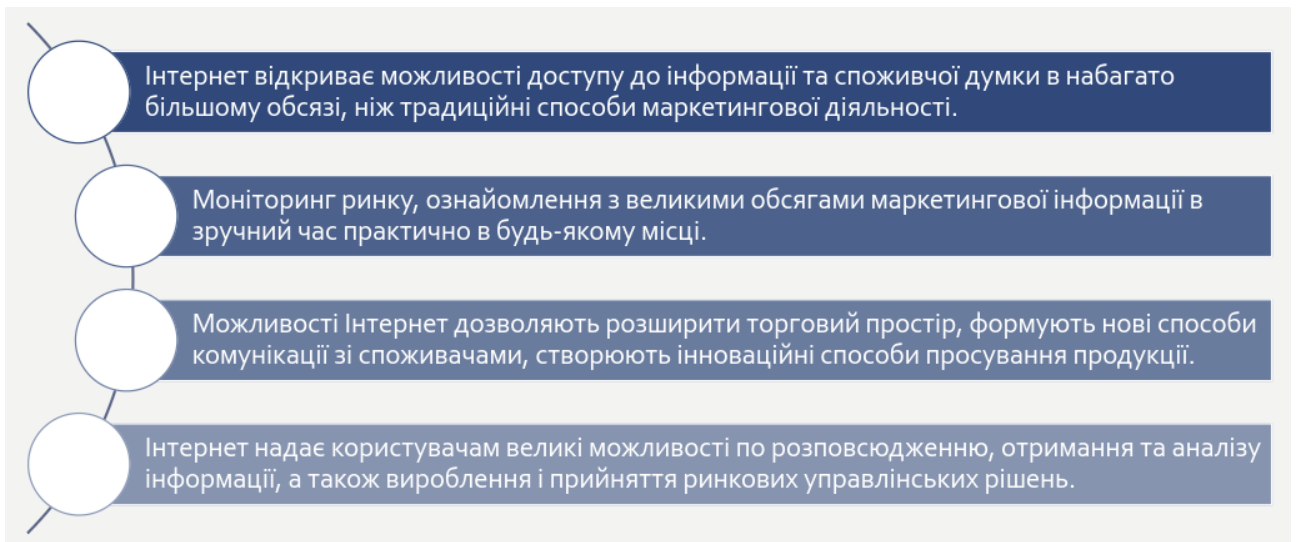 Інтернет відкриває можливості доступу до інформації та споживчої думки в набагато
більшому обсязі, ніж традиційні способи маркетингової діяльності.
Моніторинг ринку, ознайомлення з великими обсягами маркетингової інформації в
зручний час практично в будь-якому місці.
Можливості Інтернет дозволяють розширити торговий простір, формують нові способи
комунікації зі споживачами, створюють інноваційні способи просування продукції.
Інтернет надає користувачам великі можливості по розповсюдженню, отримання та аналізу
інформації, а також вироблення і прийняття ринкових управлінських рішень.